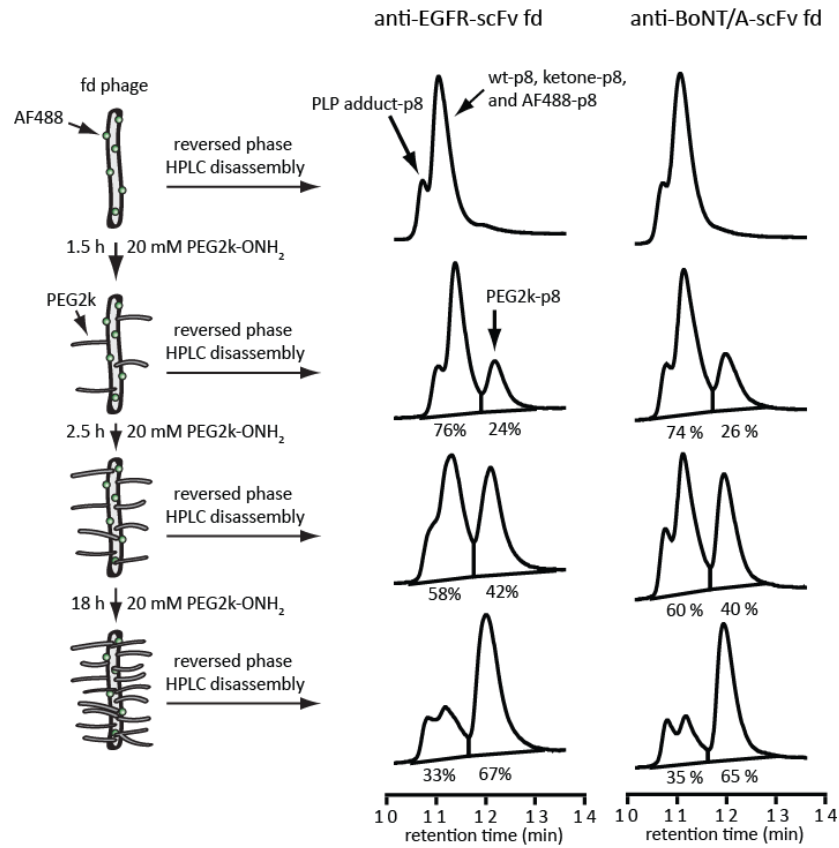 anti-EGFR-scFv fd
anti-BoNT/A-scFv fd
fd phage
AF488
reversed phase
HPLC disassembly
PLP adduct-p8
wt-p8, ketone-p8,
and AF488-p8
1.5 h 20 mM PEG2k-ONH2
PEG2k
reversed phase
HPLC disassembly
PEG2k-p8
76% 24%
74 % 26 %
2.5 h 20 mM PEG2k-ONH2
reversed phase
HPLC disassembly
58% 42%
60 % 40 %
18 h 20 mM PEG2k-ONH2
reversed phase
HPLC disassembly
33% 67%
35 % 65 %
10 11 12 13 14
retention time (min)
10 11 12 13 14
retention time (min)